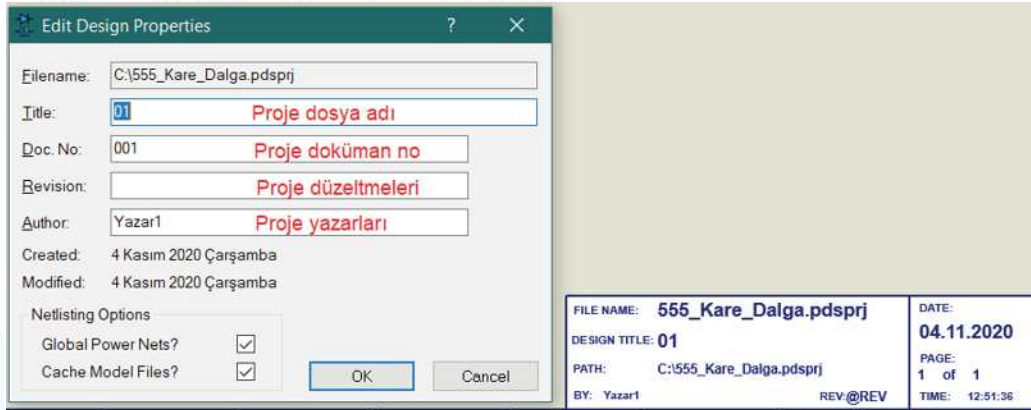 Edit Design Properties ? ×
Filename: C:\555_Kare_Dalga.pdsprj
Title: 01 Proje dosya adı
Doc. No: 001 Proje doküman no
Revision: Proje düzeltmeleri
Author: Yazar1 Proje yazarları
Created: 4 Kasım 2020 Çarşamba
Modified: 4 Kasım 2020 Çarşamba
Netlisting Options
Global Power Nets?
Cache Model Files?
OK Cancel
FILE NAME: 555_Kare_Dalga.pdsprj
DESIGN TITLE: 01
PATH: C:\555_Kare_Dalga.pdsprj
BY: Yazar1 REV:@REV
DATE:
04.11.2020
PAGE:
1 of 1
TIME: 12:51:36